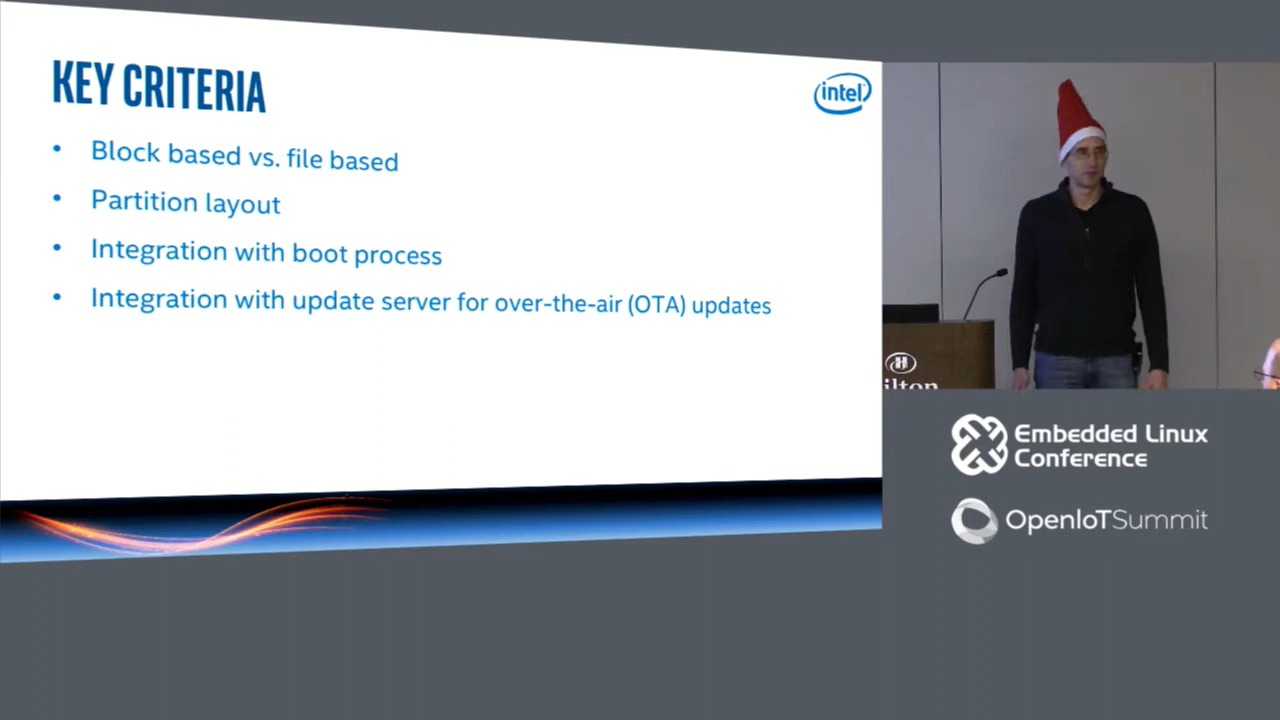 KEY CRITERIA
intel
• Block based vs. file based
• Partition layout
• Integration with boot process
• Integration with update server for over-the-air (OTA) updates
H
ilton
Embedded Linux
Conference
OpenIoTSummit